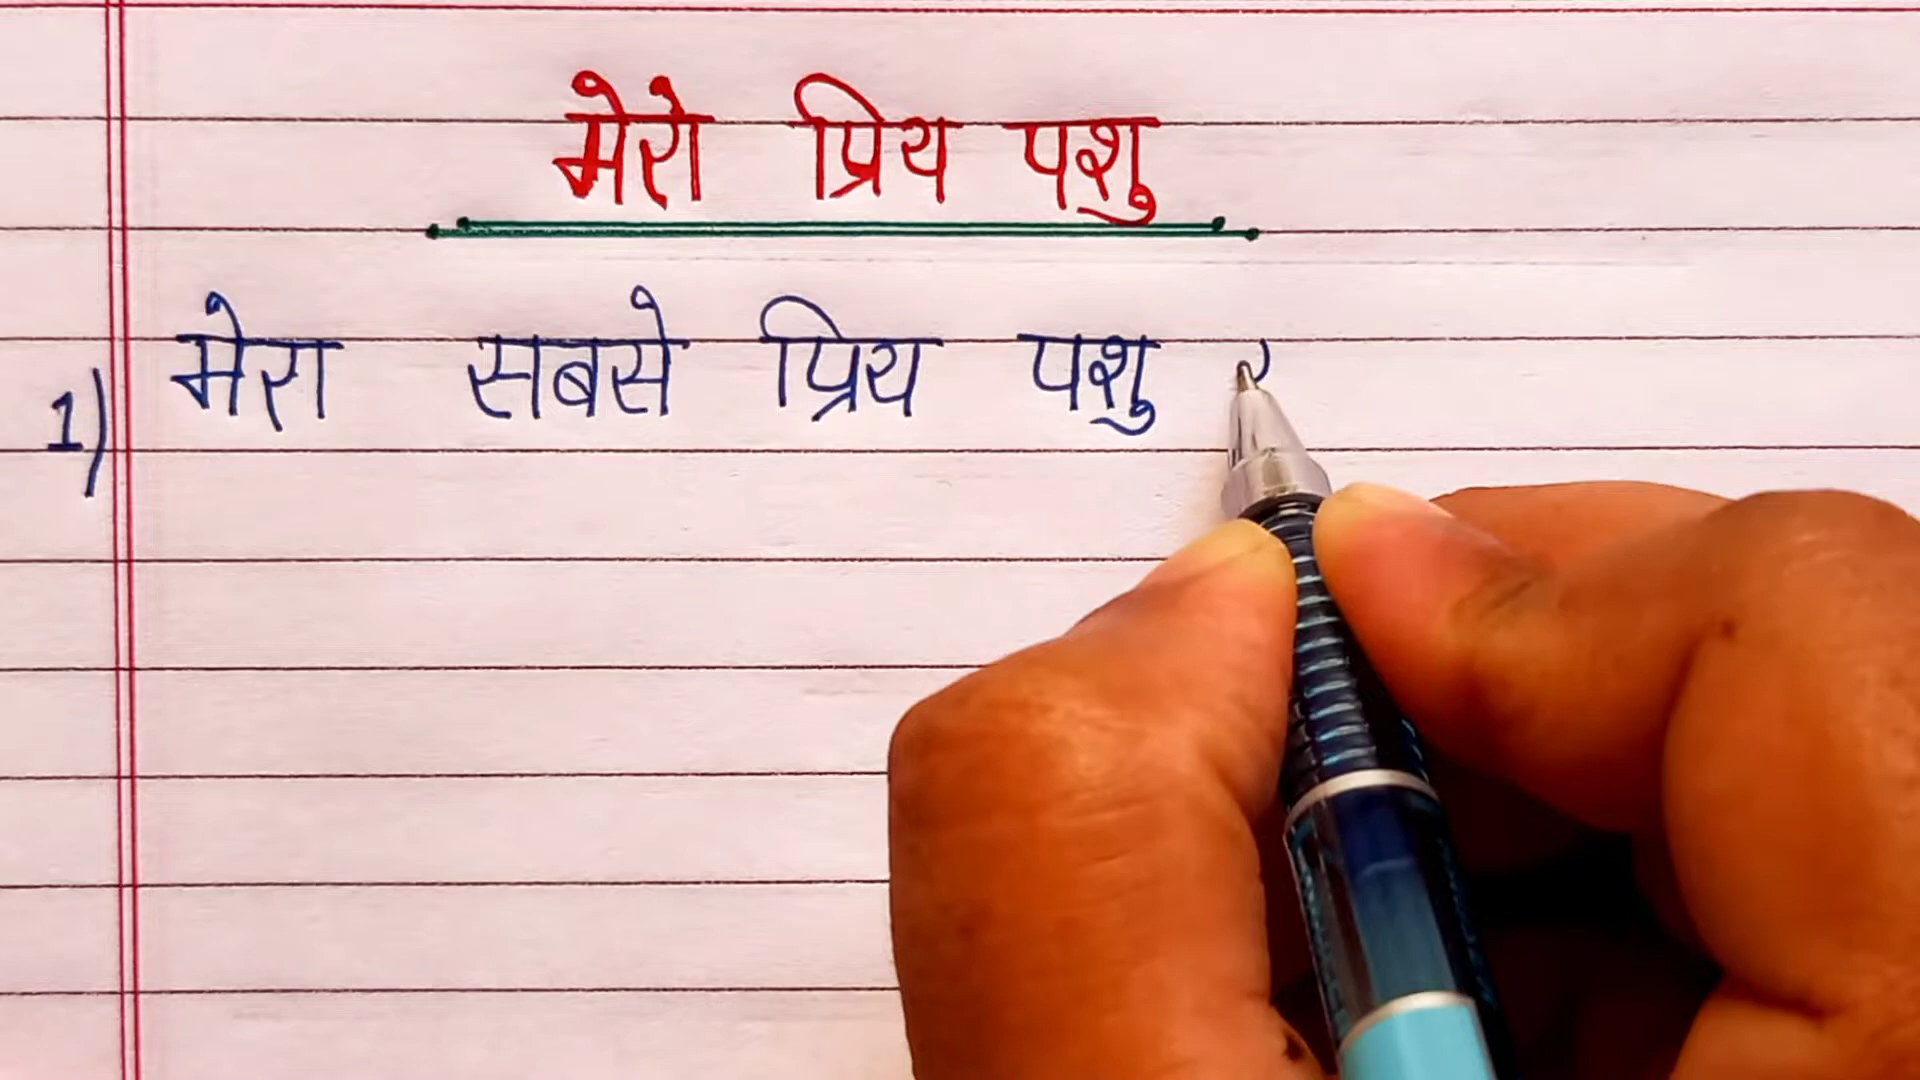 मेरो प्रिय पशु
1) मेरा सबसे प्रिय पशु